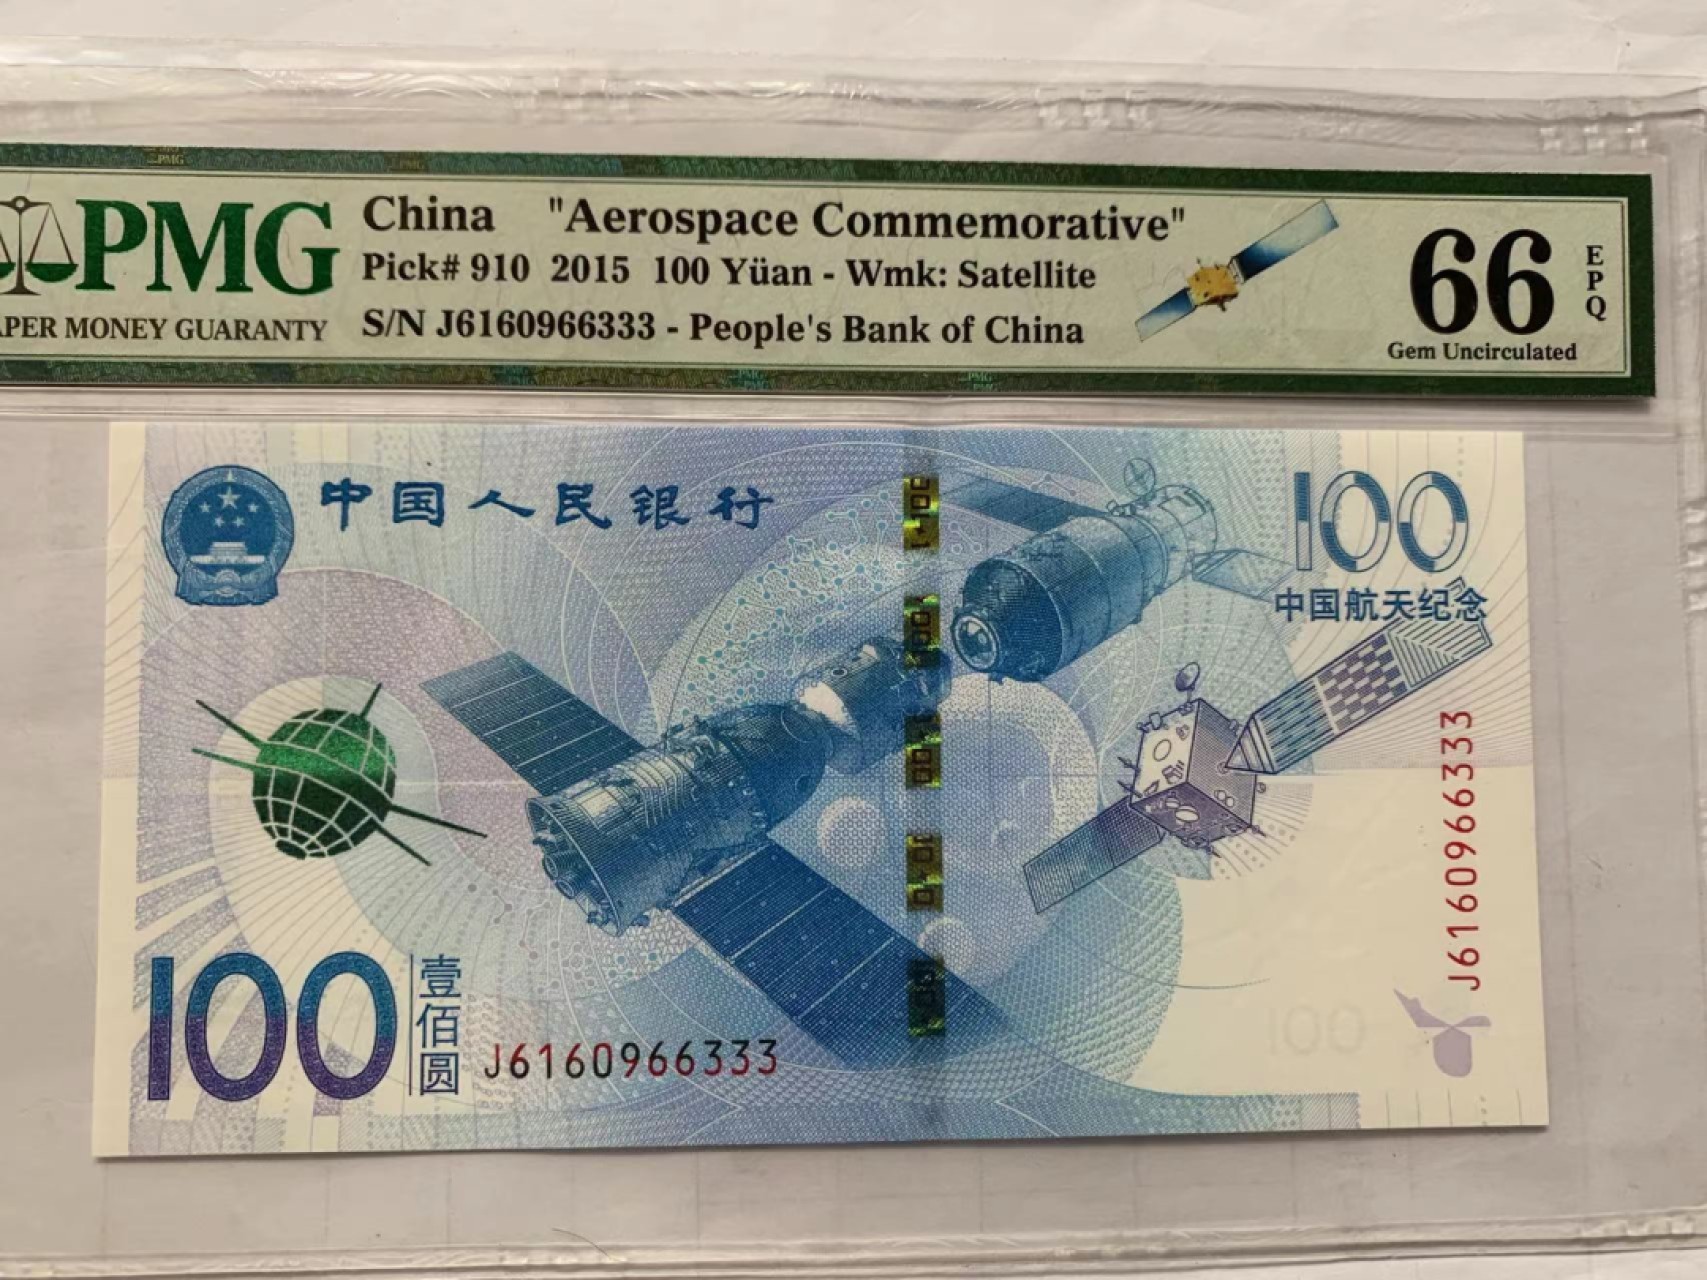 PMG
China "Aerospace Commemorative"
Pick# 910 2015 100 Yüan - Wmk: Satellite
S/N J6160966333 - People's Bank of China
PAPER MONEY GUARANTY
66
EPQ
Gem Uncirculated
中国人民银行
100
中国航天纪念
J6160966333
100
壹佰圆
J6160966333
100